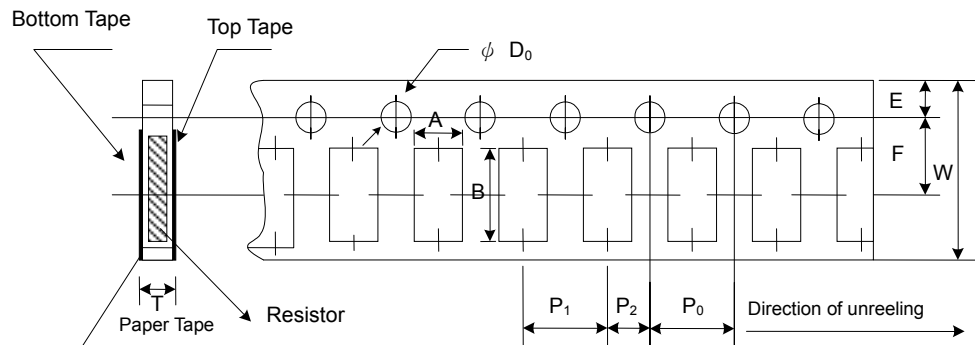 Bottom Tape
Top Tape
ψ D₀
E
A
F
W
B
T
Paper Tape
Resistor
P₁
P₂
P₀
Direction of unreeling